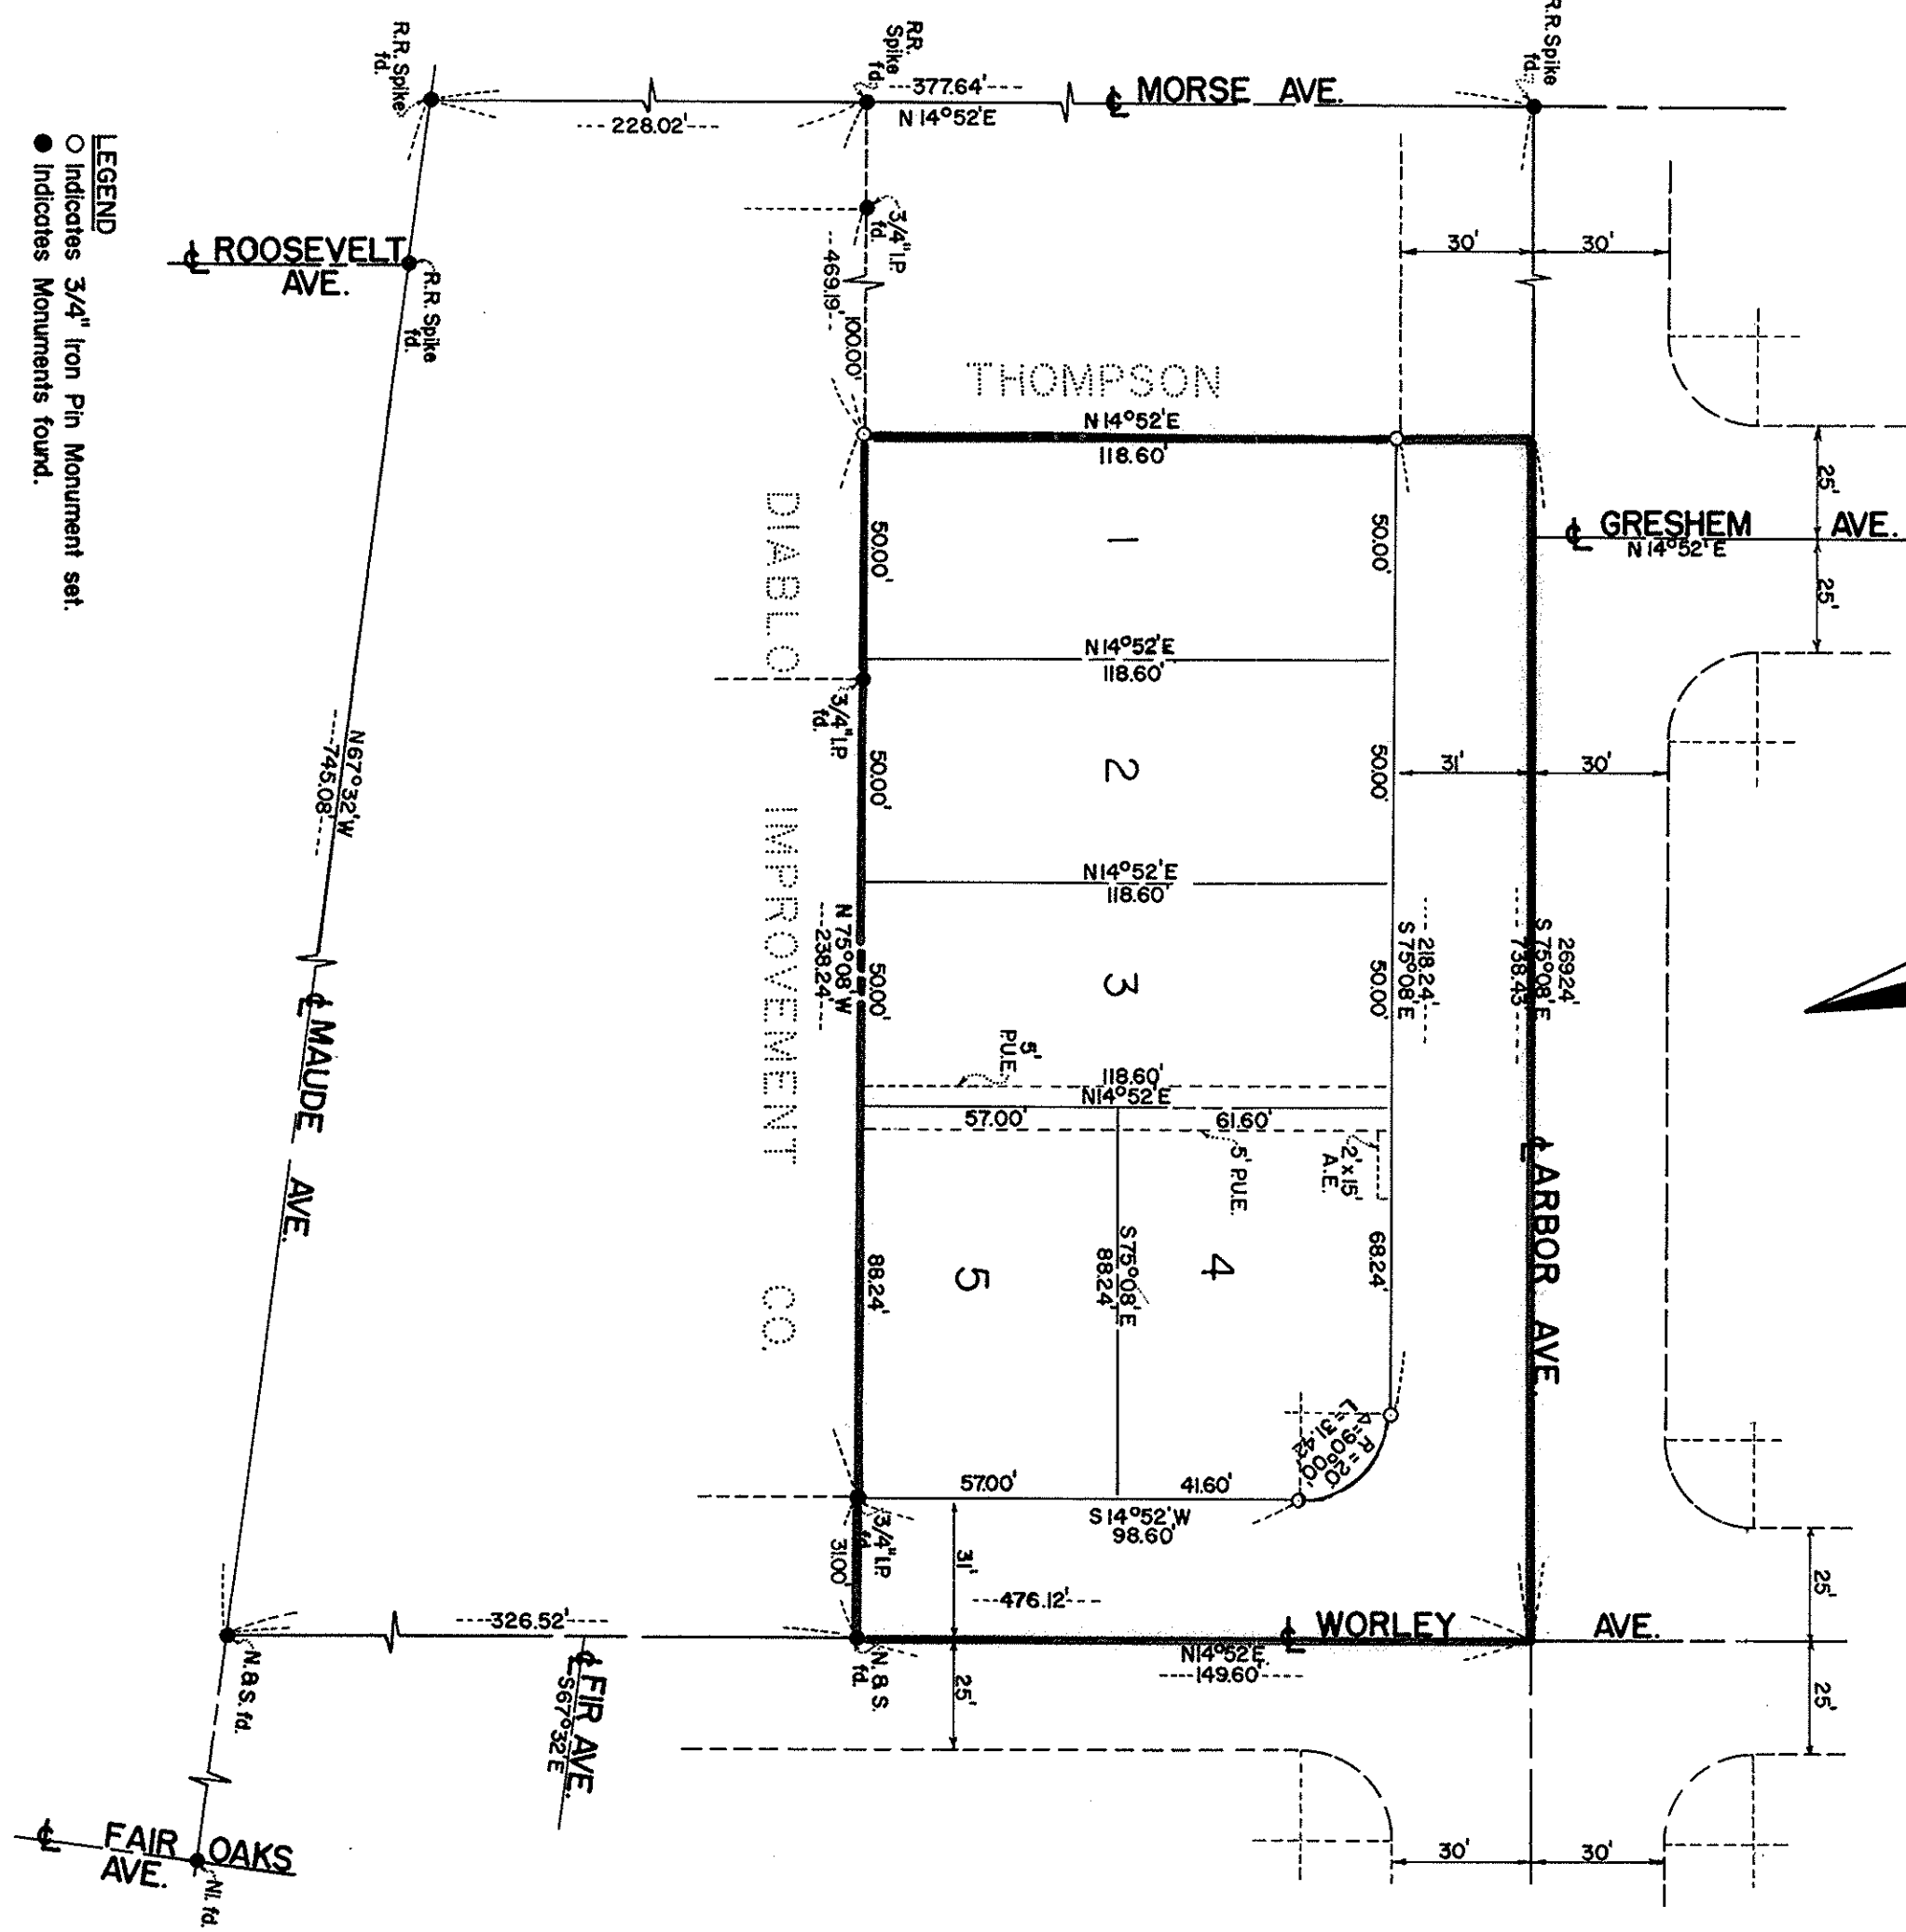 R.R. Spike
fd.
R.R.
Spike
fd.
R.R. Spike
fd.
---377.64'---
N 14°52'E
℄ MORSE AVE.
---228.02'---
LEGEND
○ Indicates 3/4" Iron Pin Monument set.
● Indicates Monuments found.
℄ ROOSEVELT
AVE.
R.R. Spike
fd.
3/4" I.P.
fd.
---469.19'---
100.00'
30'
30'
THOMPSON
N 14°52'E
118.60'
25'
℄ GRESHEM AVE.
N 14°52'E
25'
DIABLO
50.00'
1
50.00'
N 14°52'E
118.60'
3/4" I.P.
fd.
50.00'
2
50.00'
31'
30'
N67°32'W
---745.08'---
N14°52'E
118.60'
IMPROVEMENT
N 75°08'W
---238.24'---
50.00'
3
50.00'
---218.24'---
S 75°08'E
269.24'
S 75°08'E
---738.43'---
℄ MAUDE AVE.
5'
P.U.E.
118.60'
N14°52'E
57.00'
61.60'
5' P.U.E.
2'x15'
A.E.
℄ ARBOR AVE.
CO.
88.24'
5
S 75°08'E
88.24'
4
68.24'
R=20'
Δ=90°00'
L=31.42'
57.00'
41.60'
S 14°52'W
98.60'
3/4" I.P.
fd.
31.00'
31'
25'
---476.12'---
---326.52'---
℄ WORLEY AVE.
N14°52'E
---149.60'---
N. & S. fd.
N. & S.
fd.
25'
25'
℄ FIR AVE.
S67°32'E
30'
30'
℄ FAIR OAKS
AVE.
N1. fd.